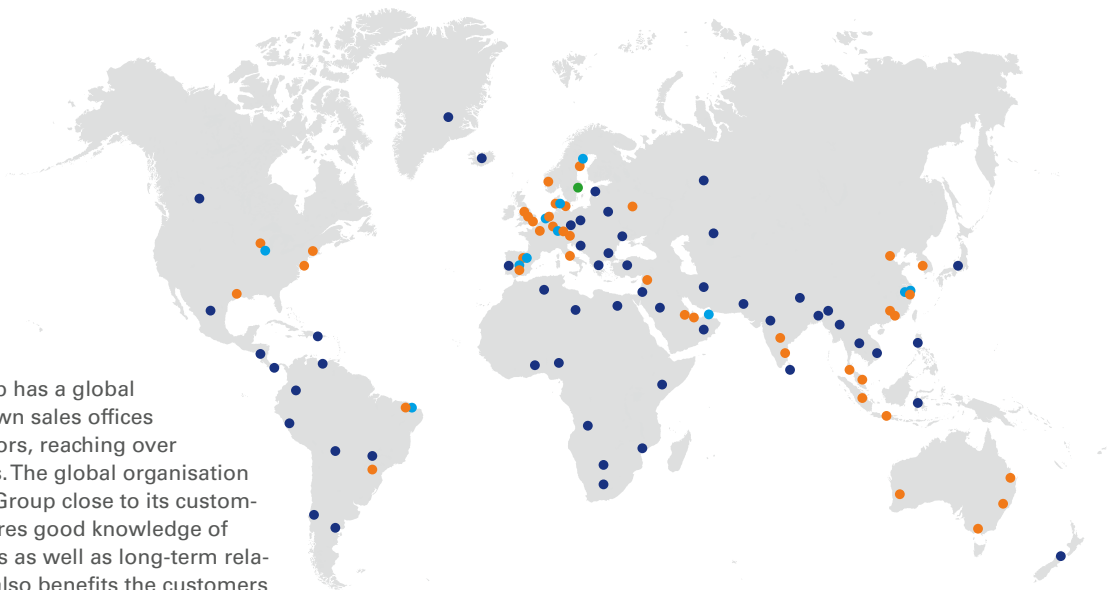 p has a global
wn sales offices
ors, reaching over
s. The global organisation
Group close to its custom-
res good knowledge of
s as well as long-term rela-
also benefits the customers